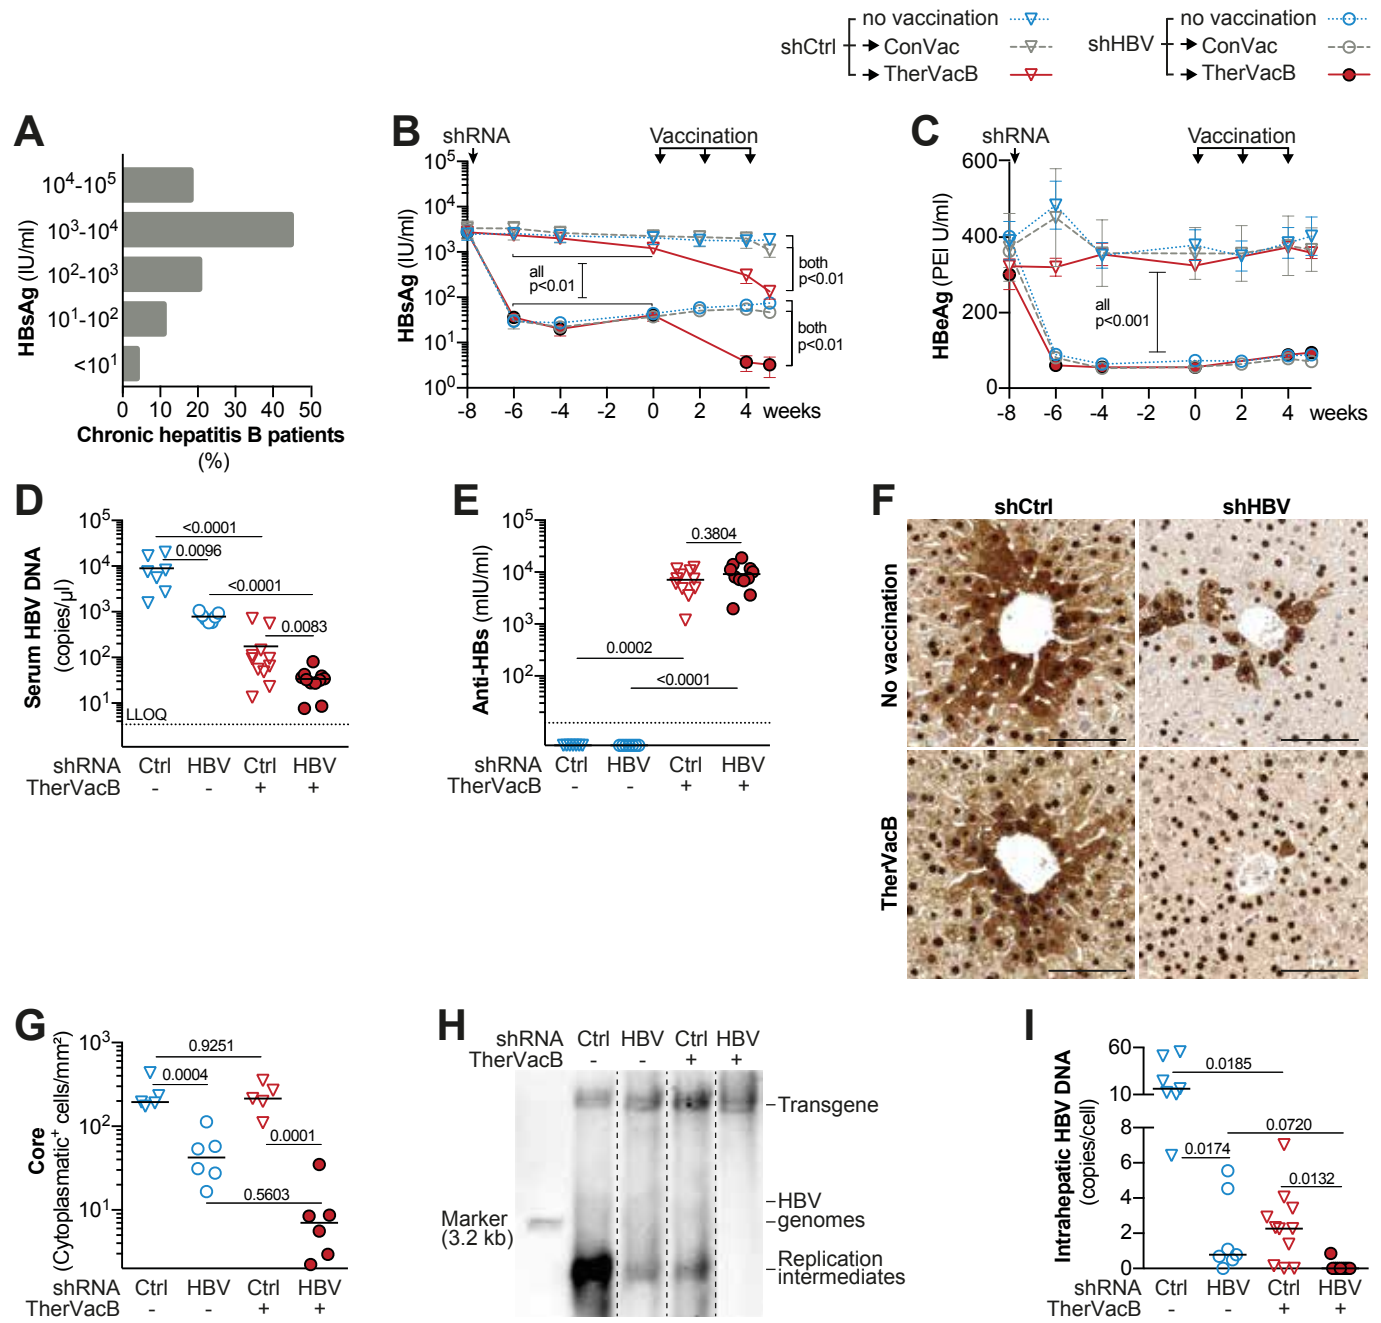 no vaccination
shCtrl
ConVac
TherVacB
no vaccination
shHBV
ConVac
TherVacB
A
HBsAg (IU/ml)
10⁴-10⁵
10³-10⁴
10²-10³
10¹-10²
<10¹
0 10 20 30 40 50
Chronic hepatitis B patients
(%)
B
shRNA
Vaccination
HBsAg (IU/ml)
10⁵
10⁴
10³
10²
10¹
10⁰
all
p<0.01
both
p<0.01
both
p<0.01
-8 -6 -4 -2 0 2 4 weeks
C
shRNA
Vaccination
HBeAg (PEI U/ml)
600
400
200
0
all
p<0.001
-8 -6 -4 -2 0 2 4 weeks
D
Serum HBV DNA
(copies/µl)
10⁵
10⁴
10³
10²
10¹
<0.0001
0.0096
<0.0001
0.0083
LLOQ
shRNA Ctrl HBV Ctrl HBV
TherVacB - - + +
E
Anti-HBs (mIU/ml)
10⁵
10⁴
10³
10²
0.3804
0.0002
<0.0001
shRNA Ctrl HBV Ctrl HBV
TherVacB - - + +
F
shCtrl shHBV
No vaccination
TherVacB
G
Core
(Cytoplasmatic⁺ cells/mm²)
10³
10²
10¹
0.9251
0.0004
0.0001
0.5603
shRNA Ctrl HBV Ctrl HBV
TherVacB - - + +
H
shRNA Ctrl HBV Ctrl HBV
TherVacB - - + +
Transgene
HBV
genomes
Marker
(3.2 kb)
Replication
intermediates
I
Intrahepatic HBV DNA
(copies/cell)
60
10
8
6
4
2
0
0.0185
0.0720
0.0174
0.0132
shRNA Ctrl HBV Ctrl HBV
TherVacB - - + +